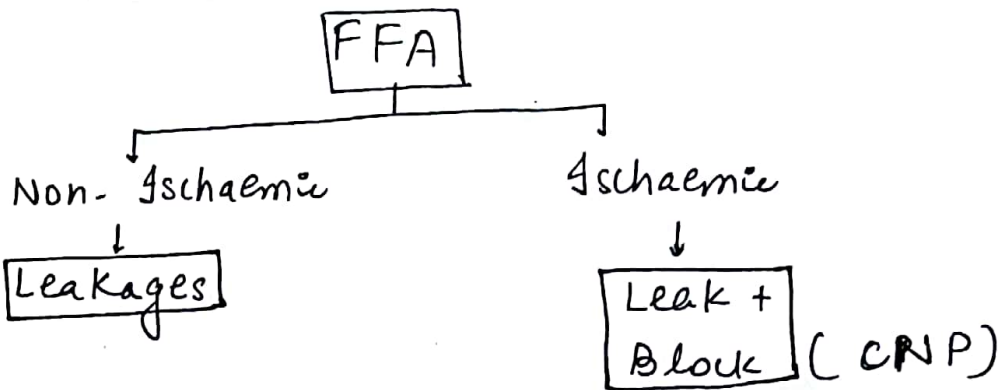 FFA
Non-Ischaemic
Ischaemic
Leakages
Leak +
Block (CNP)